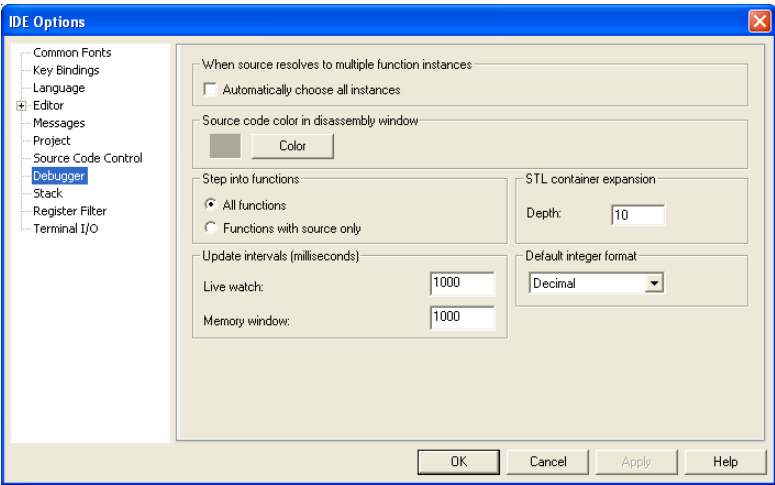 IDE Options
Common Fonts
Key Bindings
Language
Editor
Messages
Project
Source Code Control
Debugger
Stack
Register Filter
Terminal I/O
When source resolves to multiple function instances
Automatically choose all instances
Source code color in disassembly window
Color
Step into functions
All functions
Functions with source only
STL container expansion
Depth: 10
Update intervals (milliseconds)
Live watch: 1000
Memory window: 1000
Default integer format
Decimal
OK Cancel Apply Help